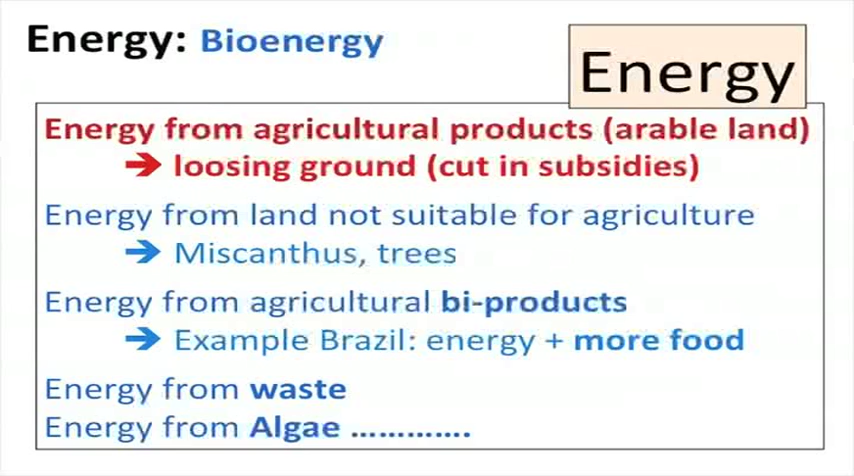 Energy: Bioenergy
Energy
Energy from agricultural products (arable land)
➔ loosing ground (cut in subsidies)
Energy from land not suitable for agriculture
➔ Miscanthus, trees
Energy from agricultural bi-products
➔ Example Brazil: energy + more food
Energy from waste
Energy from Algae .............